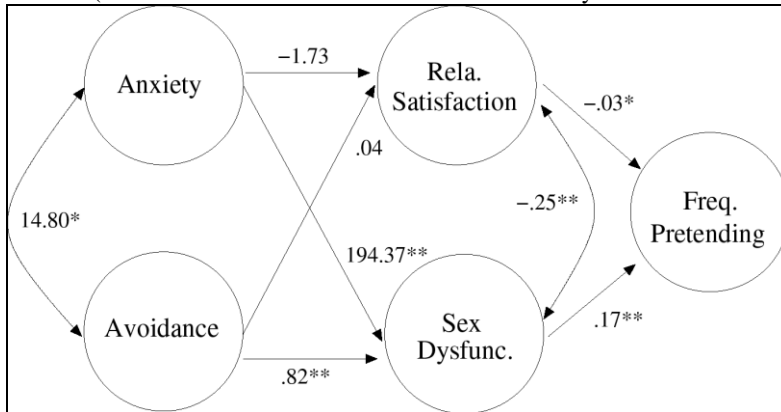 Anxiety
−1.73
Rela.
Satisfaction
−.03*
.04
14.80*
−.25**
Freq.
Pretending
194.37**
Avoidance
Sex
Dysfunc.
.82**
.17**